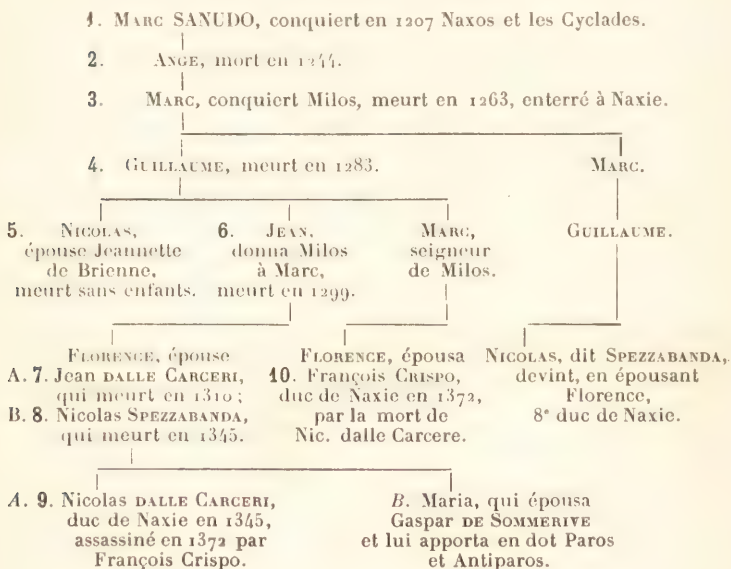 1. Marc SANUDO, conquiert en 1207 Naxos et les Cyclades.
2. Ange, mort en 1244.
3. Marc, conquiert Milos, meurt en 1263, enterré à Naxie.
4. Guillaume, meurt en 1283.
Marc.
5. Nicolas,
épouse Jeannette
de Brienne,
meurt sans enfants.
6. Jean,
donna Milos
à Marc,
meurt en 1299.
Marc,
seigneur
de Milos.
Guillaume.
Florence, épouse
A. 7. Jean dalle Carceri,
qui meurt en 1310;
B. 8. Nicolas Spezzabanda,
qui meurt en 1345.
Florence, épousa
10. François Crispo,
duc de Naxie en 1372,
par la mort de
Nic. dalle Carcere.
Nicolas, dit Spezzabanda,
devint, en épousant
Florence,
8e duc de Naxie.
A. 9. Nicolas dalle Carceri,
duc de Naxie en 1345,
assassiné en 1372 par
François Crispo.
B. Maria, qui épousa
Gaspar de Sommerive
et lui apporta en dot Paros
et Antiparos.